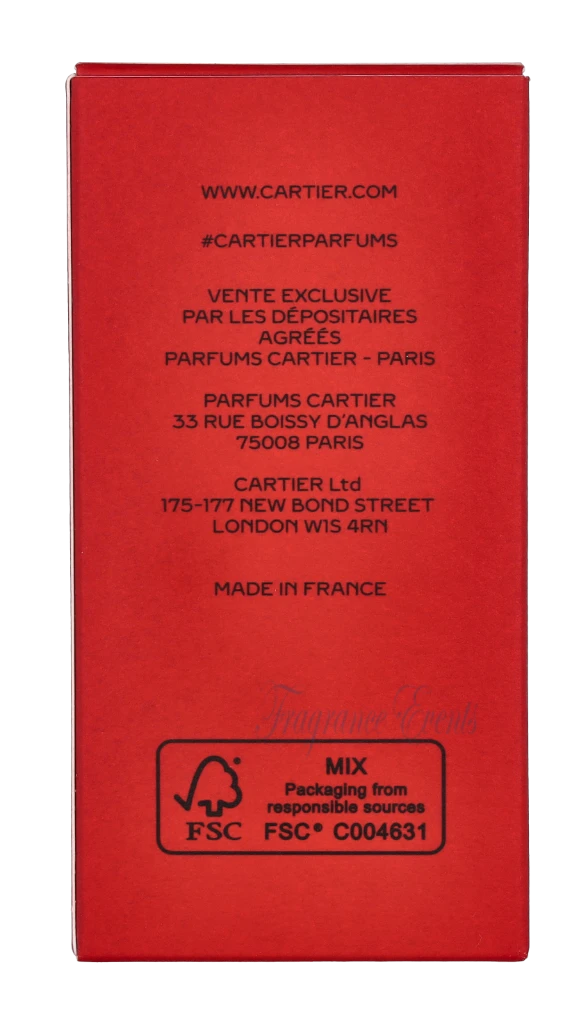 WWW.CARTIER.COM
#CARTIERPARFUMS
VENTE EXCLUSIVE
PAR LES DÉPOSITAIRES
AGRÉÉS
PARFUMS CARTIER - PARIS
PARFUMS CARTIER
33 RUE BOISSY D'ANGLAS
75008 PARIS
CARTIER Ltd
175-177 NEW BOND STREET
LONDON W1S 4RN
MADE IN FRANCE
Fragrance Events
MIX
Packaging from
responsible sources
FSC FSC® C004631